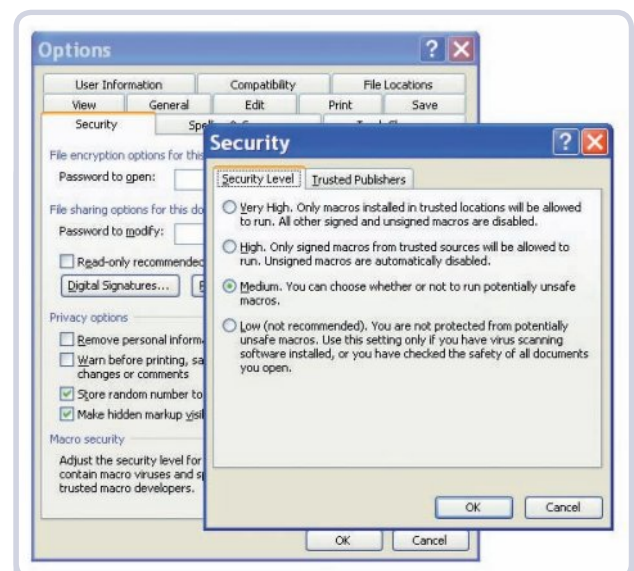 Options
User Information Compatibility File Locations
View General Edit Print Save
Security
File encryption options for this
Password to open:
File sharing options for this do
Password to modify:
Read-only recommended
Digital Signatures...
Privacy options
Remove personal inform
Warn before printing, sa
changes or comments
Store random number to
Make hidden markup visi
Macro security
Adjust the security level for
contain macro viruses and sp
trusted macro developers.
OK Cancel
Security
Security Level Trusted Publishers
Very High. Only macros installed in trusted locations will be allowed
to run. All other signed and unsigned macros are disabled.
High. Only signed macros from trusted sources will be allowed to
run. Unsigned macros are automatically disabled.
Medium. You can choose whether or not to run potentially unsafe
macros.
Low (not recommended). You are not protected from potentially
unsafe macros. Use this setting only if you have virus scanning
software installed, or you have checked the safety of all documents
you open.
OK Cancel